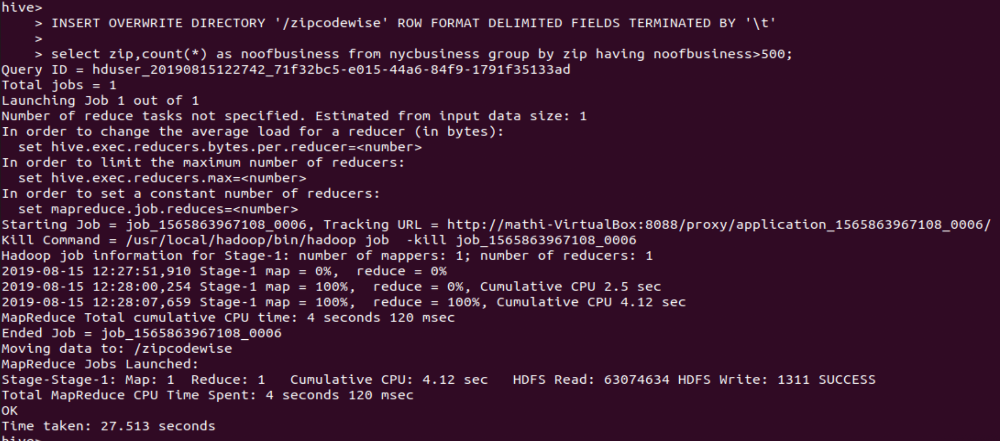 hive>
    > INSERT OVERWRITE DIRECTORY '/zipcodewise' ROW FORMAT DELIMITED FIELDS TERMINATED BY '\t'
    >
    > select zip,count(*) as noofbusiness from nycbusiness group by zip having noofbusiness>500;
Query ID = hduser_20190815122742_71f32bc5-e015-44a6-84f9-1791f35133ad
Total jobs = 1
Launching Job 1 out of 1
Number of reduce tasks not specified. Estimated from input data size: 1
In order to change the average load for a reducer (in bytes):
  set hive.exec.reducers.bytes.per.reducer=<number>
In order to limit the maximum number of reducers:
  set hive.exec.reducers.max=<number>
In order to set a constant number of reducers:
  set mapreduce.job.reduces=<number>
Starting Job = job_1565863967108_0006, Tracking URL = http://mathi-VirtualBox:8088/proxy/application_1565863967108_0006/
Kill Command = /usr/local/hadoop/bin/hadoop job  -kill job_1565863967108_0006
Hadoop job information for Stage-1: number of mappers: 1; number of reducers: 1
2019-08-15 12:27:51,910 Stage-1 map = 0%,  reduce = 0%
2019-08-15 12:28:00,254 Stage-1 map = 100%,  reduce = 0%, Cumulative CPU 2.5 sec
2019-08-15 12:28:07,659 Stage-1 map = 100%,  reduce = 100%, Cumulative CPU 4.12 sec
MapReduce Total cumulative CPU time: 4 seconds 120 msec
Ended Job = job_1565863967108_0006
Moving data to: /zipcodewise
MapReduce Jobs Launched:
Stage-Stage-1: Map: 1  Reduce: 1   Cumulative CPU: 4.12 sec   HDFS Read: 63074634 HDFS Write: 1311 SUCCESS
Total MapReduce CPU Time Spent: 4 seconds 120 msec
OK
Time taken: 27.513 seconds
hive>